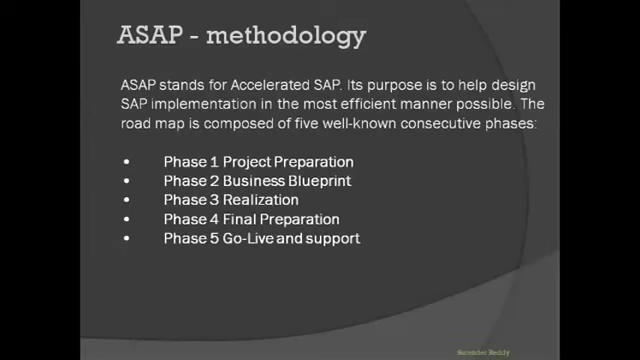 ASAP - methodology
ASAP stands for Accelerated SAP. Its purpose is to help design
SAP implementation in the most efficient manner possible. The
road map is composed of five well-known consecutive phases:
• Phase 1 Project Preparation
• Phase 2 Business Blueprint
• Phase 3 Realization
• Phase 4 Final Preparation
• Phase 5 Go-Live and support
Surender Reddy